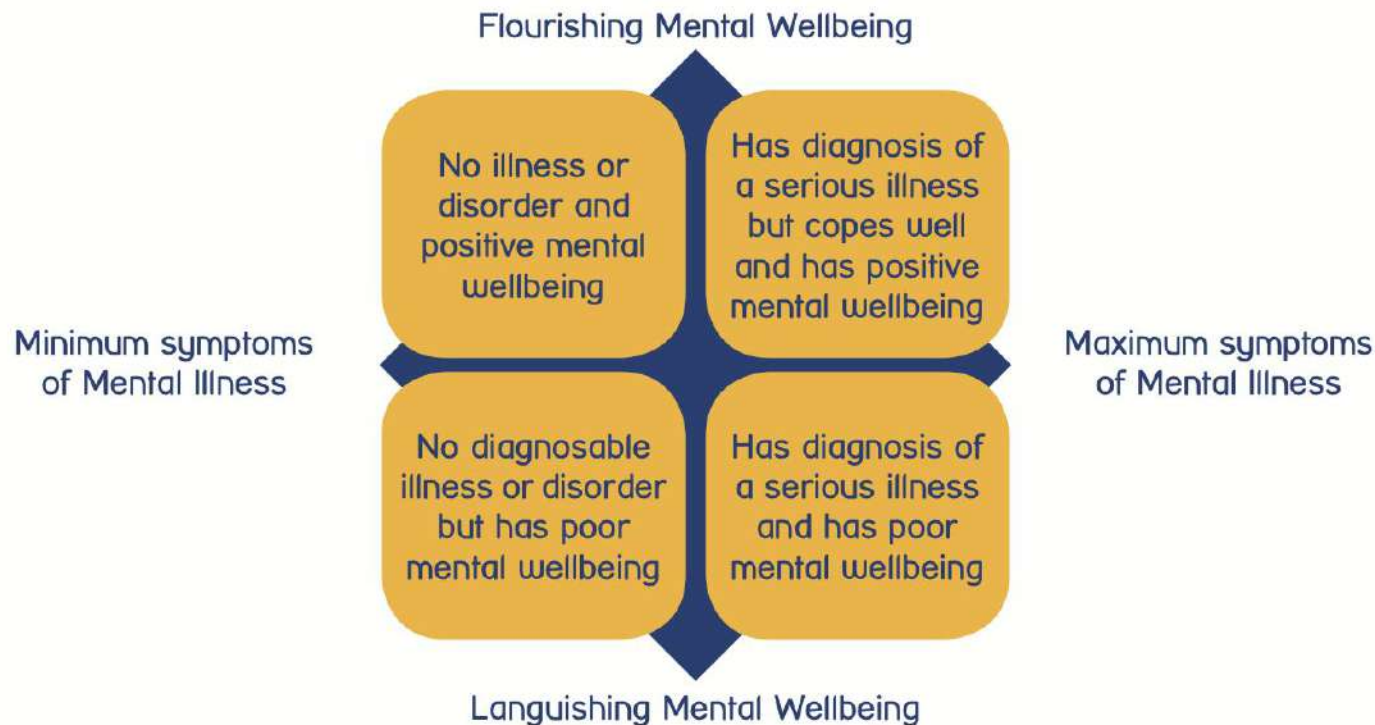 Flourishing Mental Wellbeing
No illness or
disorder and
positive mental
wellbeing
Has diagnosis of
a serious illness
but copes well
and has positive
mental wellbeing
Minimum symptoms
of Mental Illness
Maximum symptoms
of Mental Illness
No diagnosable
illness or disorder
but has poor
mental wellbeing
Has diagnosis of
a serious illness
and has poor
mental wellbeing
Languishing Mental Wellbeing